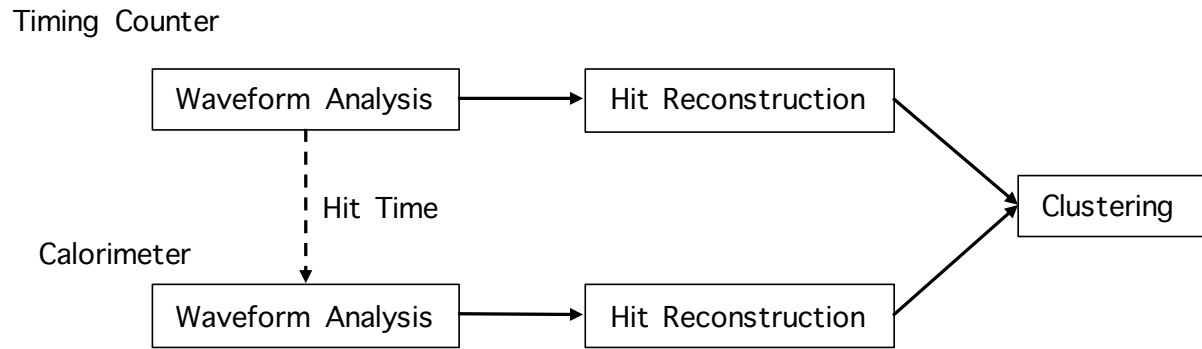 Timing Counter
Waveform Analysis
Hit Reconstruction
Clustering
Hit Time
Calorimeter
Waveform Analysis
Hit Reconstruction